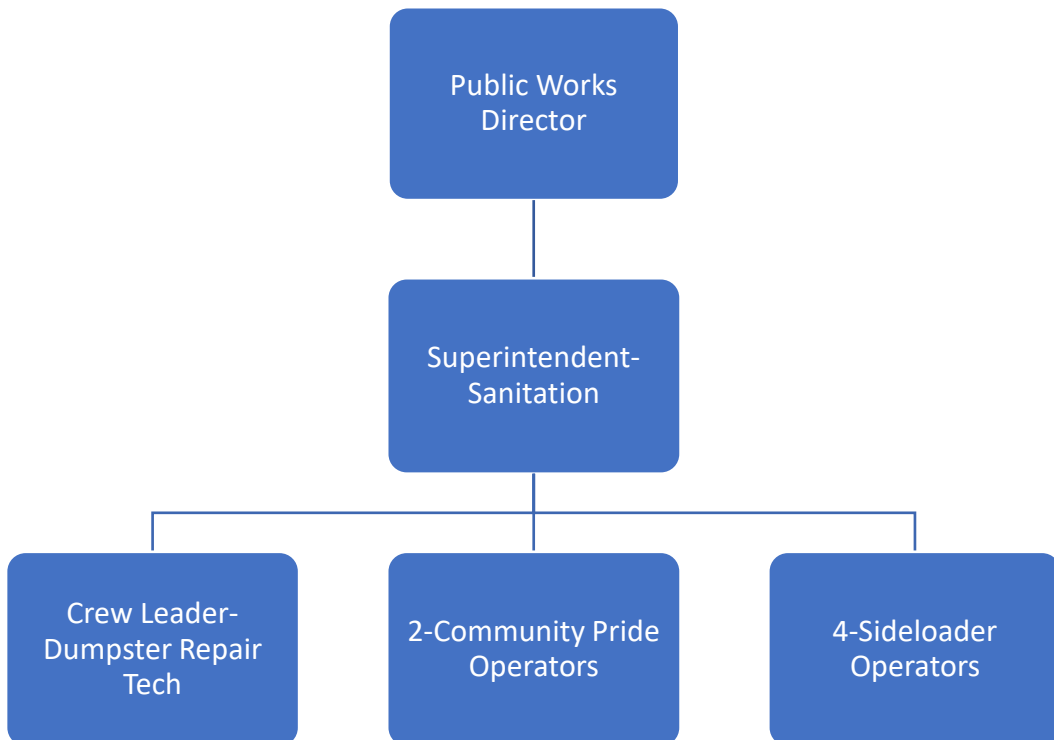 Public Works
Director
Superintendent-
Sanitation
Crew Leader-
Dumpster Repair
Tech
2-Community Pride
Operators
4-Sideloader
Operators